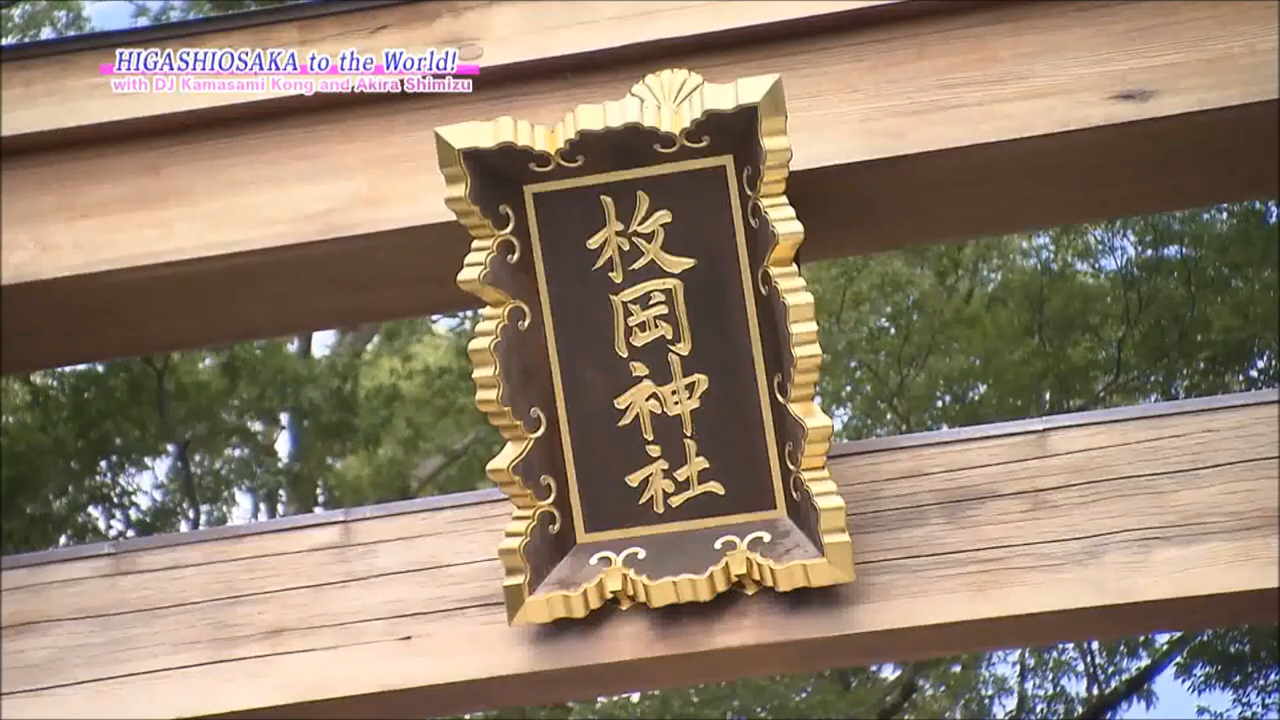 HIGASHIOSAKA to the World!
with DJ Kamasami Kong and Akira Shimizu
枚岡神社